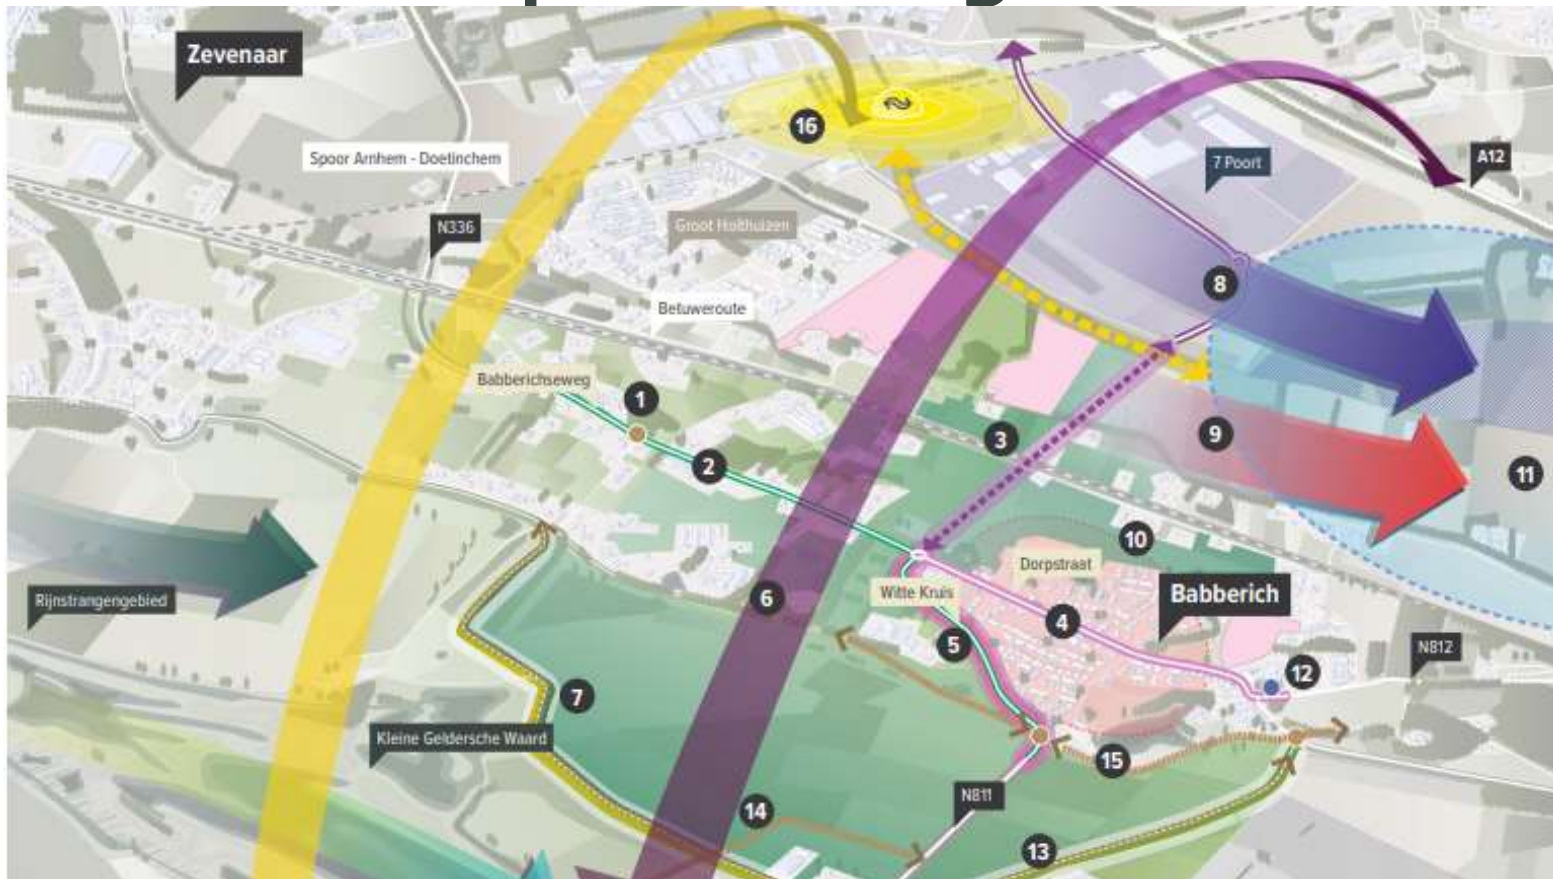 Zevenaar
16
Spoor Arnhem - Doetinchem
7 Poort
A12
N336
Groot Holthuizen
8
Betuweroute
Babberichseweg
1
2
3
9
11
10
Dorpstraat
Rijnstrangengebied
6
Witte Kruis
Babberich
4
5
N812
12
7
Kleine Geldersche Waard
15
N811
14
13